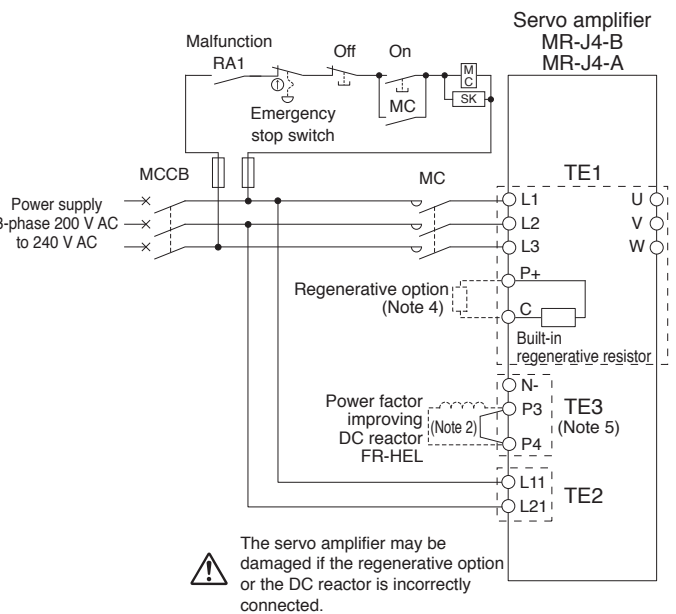 Servo amplifier
MR-J4-B
MR-J4-A
Malfunction
RA1
Off
On
M
C
SK
MC
Emergency
stop switch
MCCB
MC
TE1
Power supply
3-phase 200 V AC
to 240 V AC
L1
L2
L3
U
V
W
P+
Regenerative option
(Note 4)
C
Built-in
regenerative resistor
N-
Power factor
improving
DC reactor
FR-HEL
(Note 2)
P3
P4
TE3
(Note 5)
L11
L21
TE2
The servo amplifier may be
damaged if the regenerative option
or the DC reactor is incorrectly
connected.